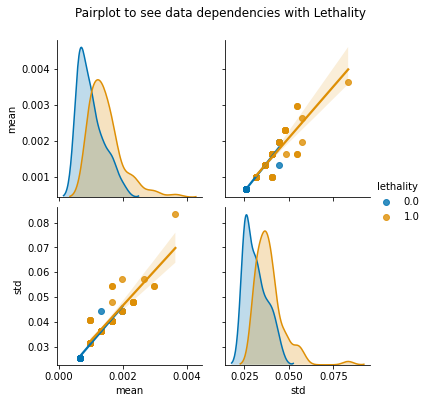 Pairplot to see data dependencies with Lethality
0.004
0.003
0.002
0.001
mean
lethality
0.0
1.0
0.08
0.07
0.06
0.05
0.04
0.03
std
0.000 0.002 0.004
mean
0.025 0.050 0.075
std